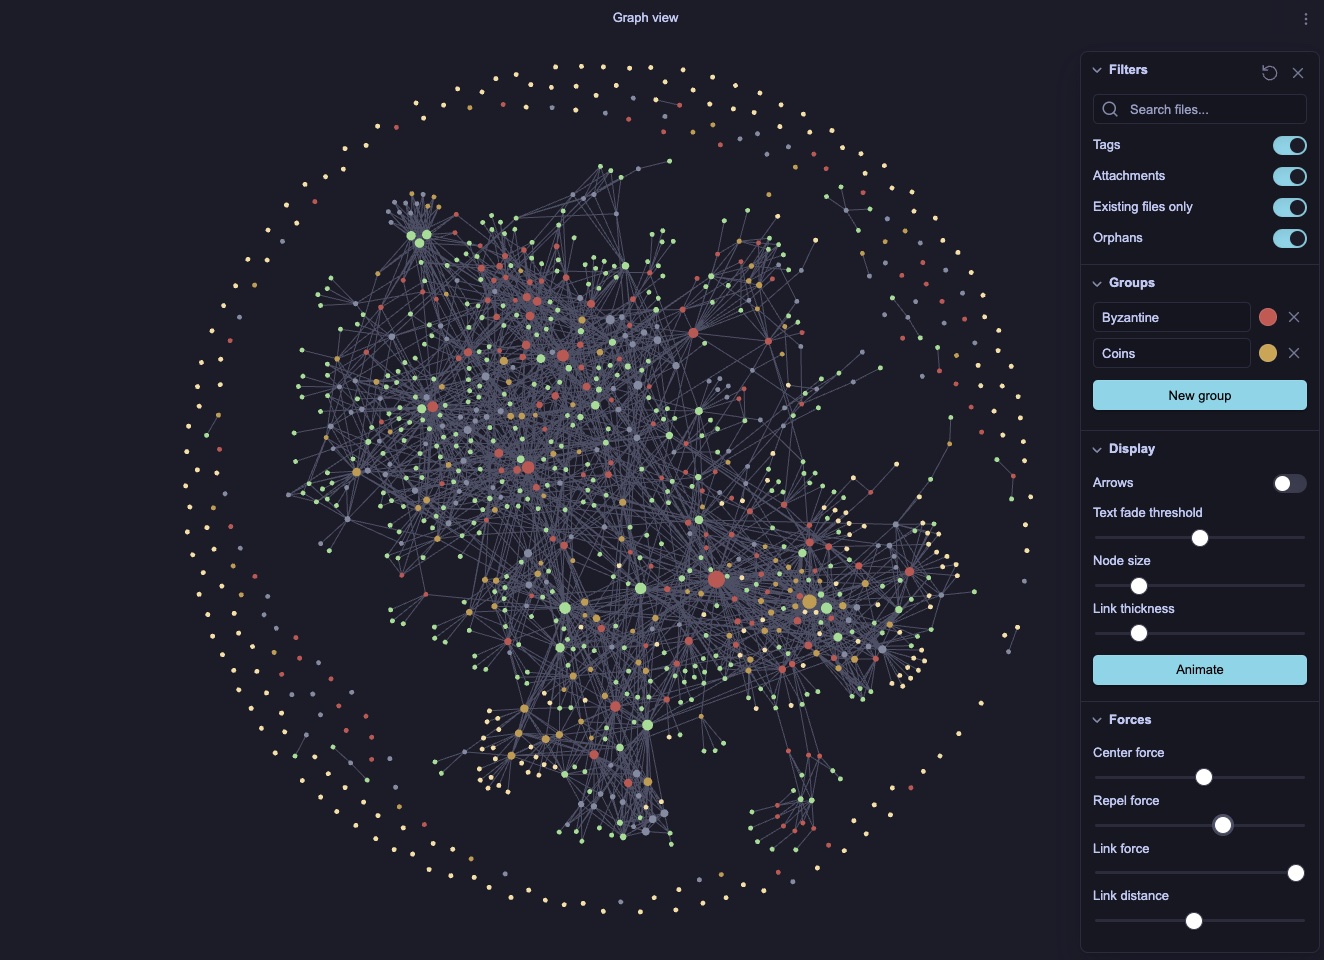 Graph view
Filters
Search files...
Tags
Attachments
Existing files only
Orphans
Groups
Byzantine
Coins
New group
Display
Arrows
Text fade threshold
Node size
Link thickness
Animate
Forces
Center force
Repel force
Link force
Link distance